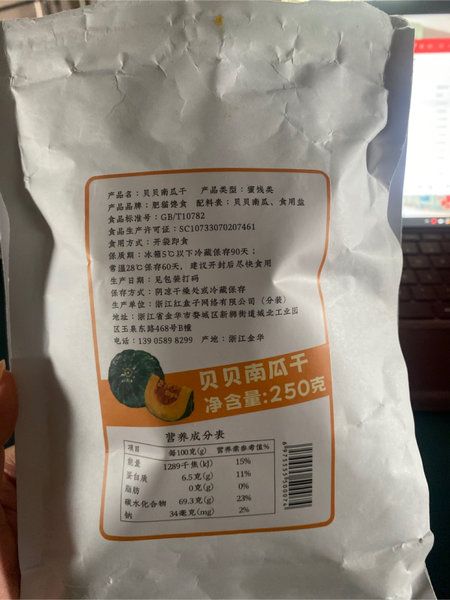 产品名：贝贝南瓜干 产品类型：蜜饯类
产品品牌：肥猫馋食 配料表：贝贝南瓜、食用盐
食品标准号：GB/T10782
食品生产许可证：SC10733070207461
食用方式：开袋即食
保质期：冰箱5℃以下冷藏保存90天；
常温28℃保存60天，建议开封后尽快食用
生产日期：见包装打码
保存方式：阴凉干燥处或冷藏保存
生产单位：浙江红盒子网络有限公司（分装）
地址：浙江省金华市婺城区新狮街道城北工业园
区玉泉东路468号B幢
电话：139 0589 8299 产地：浙江金华
贝贝南瓜干
净含量:250克
营养成分表
项目 每100克(g) 营养素参考值%
能量 1289千焦(kJ) 15%
蛋白质 6.5克(g) 11%
脂肪 0克(g) 0%
碳水化合物 69.3克(g) 23%
钠 34毫克(mg) 2%